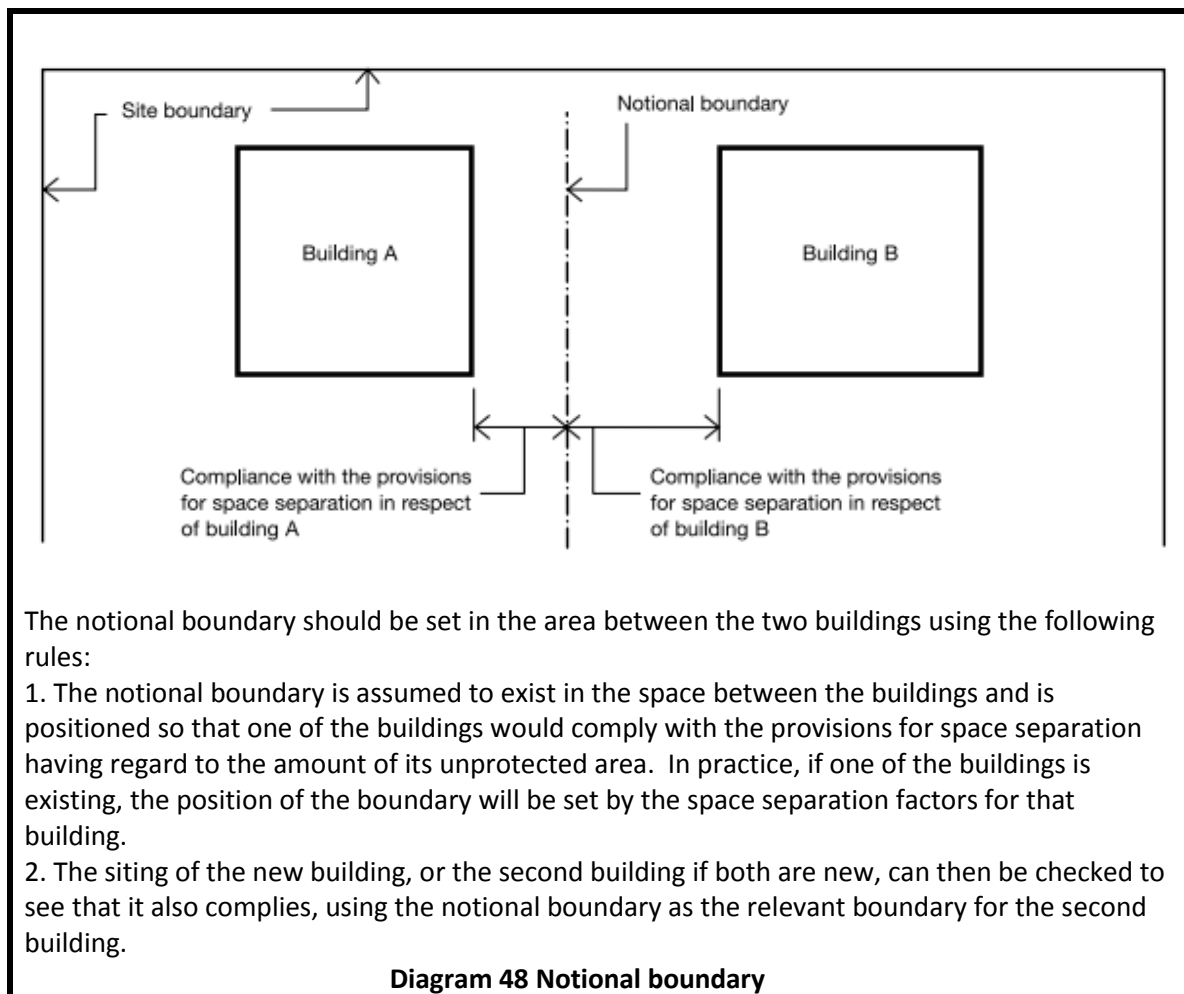 Site boundary
Notional boundary
Building A
Building B
Compliance with the provisions
for space separation in respect
of building A
Compliance with the provisions
for space separation in respect
of building B
The notional boundary should be set in the area between the two buildings using the following
rules:
1. The notional boundary is assumed to exist in the space between the buildings and is
positioned so that one of the buildings would comply with the provisions for space separation
having regard to the amount of its unprotected area.  In practice, if one of the buildings is
existing, the position of the boundary will be set by the space separation factors for that
building.
2. The siting of the new building, or the second building if both are new, can then be checked to
see that it also complies, using the notional boundary as the relevant boundary for the second
building.
Diagram 48 Notional boundary